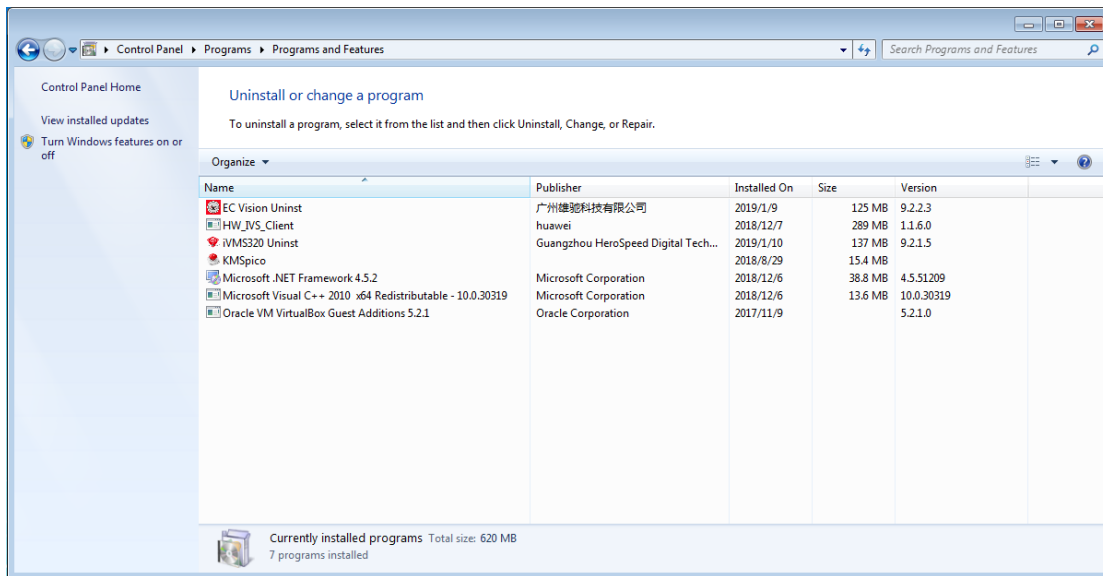 Control Panel Programs Programs and Features
Search Programs and Features
Control Panel Home
View installed updates
Turn Windows features on or
off
Uninstall or change a program
To uninstall a program, select it from the list and then click Uninstall, Change, or Repair.
Organize
Name Publisher Installed On Size Version
EC Vision Uninst 广州雄驰科技有限公司 2019/1/9 125 MB 9.2.2.3
HW_IVS_Client huawei 2018/12/7 289 MB 1.1.6.0
iVMS320 Uninst Guangzhou HeroSpeed Digital Tech... 2019/1/10 137 MB 9.2.1.5
KMSpico 2018/8/29 15.4 MB
Microsoft .NET Framework 4.5.2 Microsoft Corporation 2018/12/6 38.8 MB 4.5.51209
Microsoft Visual C++ 2010 x64 Redistributable - 10.0.30319 Microsoft Corporation 2018/12/6 13.6 MB 10.0.30319
Oracle VM VirtualBox Guest Additions 5.2.1 Oracle Corporation 2017/11/9 5.2.1.0
Currently installed programs Total size: 620 MB
7 programs installed